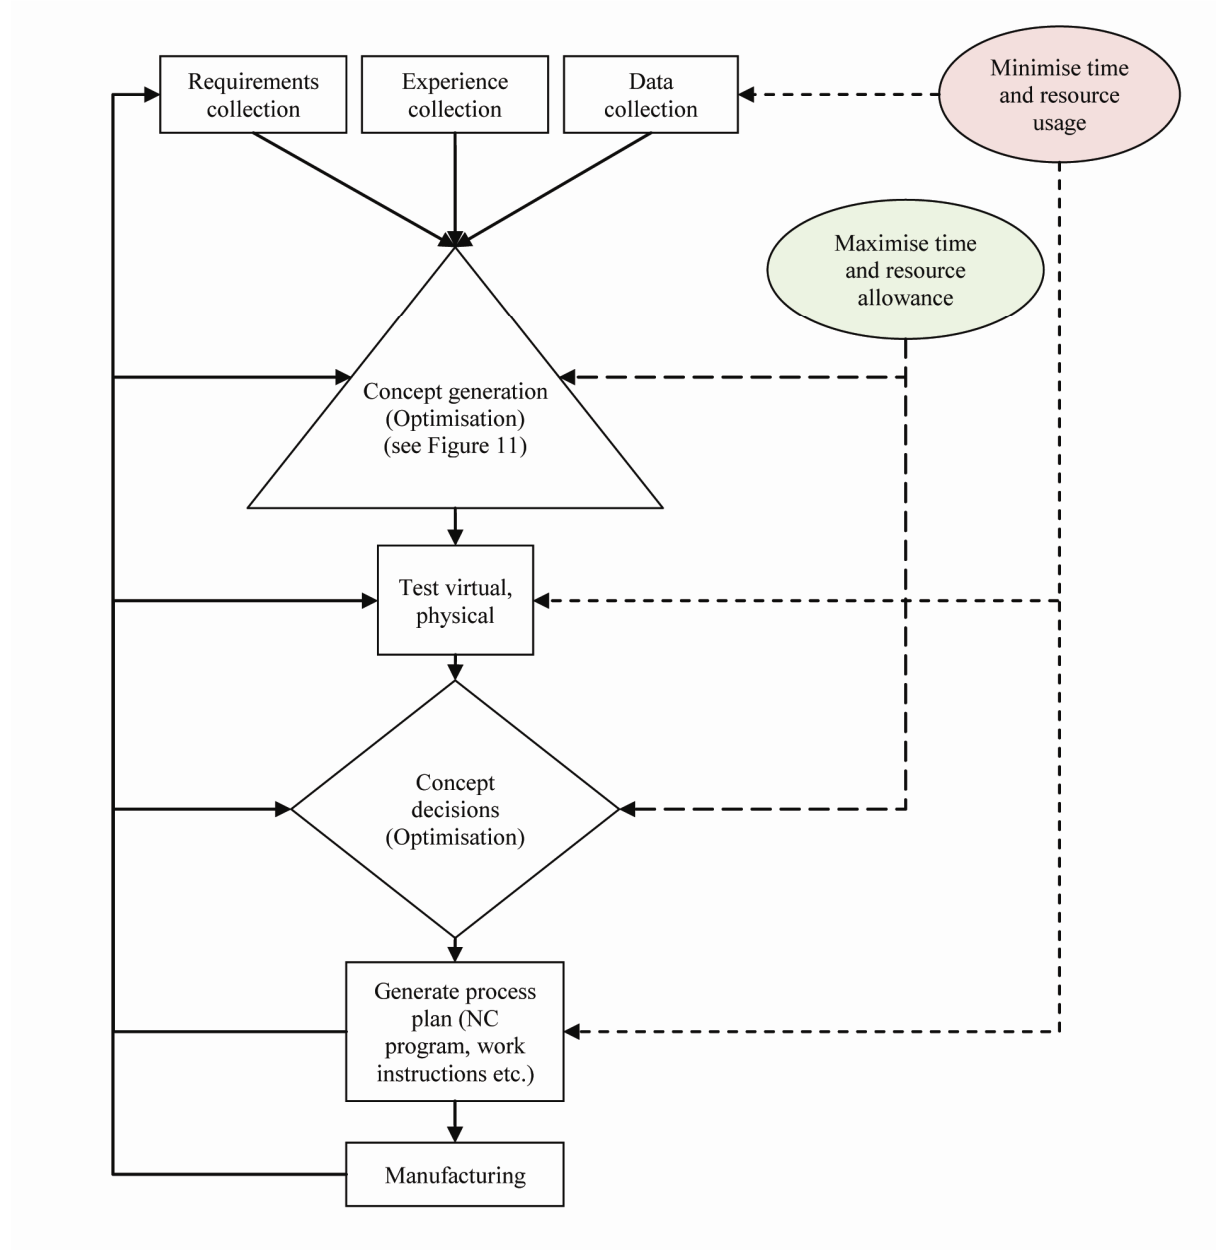 Requirements
collection
Experience
collection
Data
collection
Minimise time
and resource
usage
Maximise time
and resource
allowance
Concept generation
(Optimisation)
(see Figure 11)
Test virtual,
physical
Concept
decisions
(Optimisation)
Generate process
plan (NC
program, work
instructions etc.)
Manufacturing